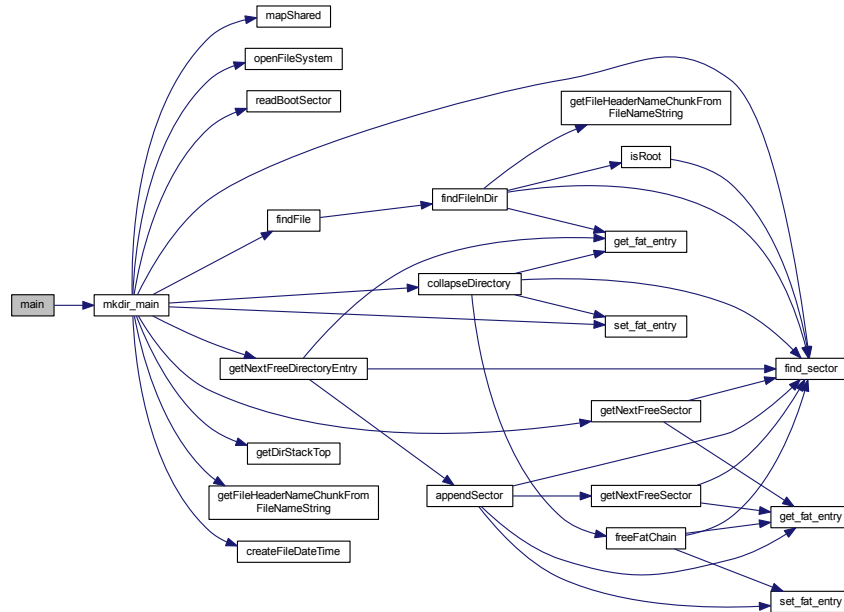 mapShared
openFileSystem
readBootSector
getFileHeaderNameChunkFrom
FileNameString
isRoot
findFileInDir
findFile
get_fat_entry
collapseDirectory
main
mkdir_main
set_fat_entry
getNextFreeDirectoryEntry
find_sector
getNextFreeSector
getDirStackTop
getFileHeaderNameChunkFrom
FileNameString
appendSector
getNextFreeSector
get_fat_entry
freeFatChain
createFileDateTime
set_fat_entry